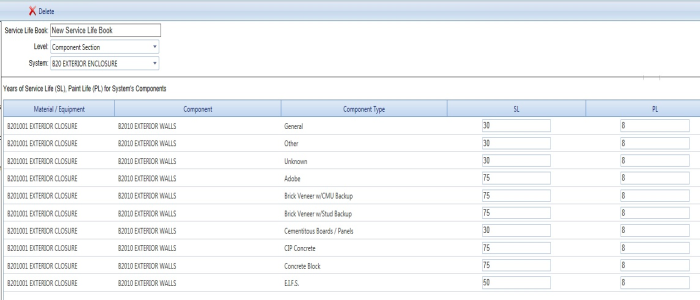 Delete
Service Life Book: New Service Life Book
Level: Component Section
System: B20 EXTERIOR ENCLOSURE
Years of Service Life (SL), Paint Life (PL) for System's Components
Material / Equipment Component Component Type SL PL
B201001 EXTERIOR CLOSURE B2010 EXTERIOR WALLS General 30 8
B201001 EXTERIOR CLOSURE B2010 EXTERIOR WALLS Other 30 8
B201001 EXTERIOR CLOSURE B2010 EXTERIOR WALLS Unknown 30 8
B201001 EXTERIOR CLOSURE B2010 EXTERIOR WALLS Adobe 75 8
B201001 EXTERIOR CLOSURE B2010 EXTERIOR WALLS Brick Veneer w/CMU Backup 75 8
B201001 EXTERIOR CLOSURE B2010 EXTERIOR WALLS Brick Veneer w/Stud Backup 75 8
B201001 EXTERIOR CLOSURE B2010 EXTERIOR WALLS Cementitous Boards / Panels 30 8
B201001 EXTERIOR CLOSURE B2010 EXTERIOR WALLS CIP Concrete 75 8
B201001 EXTERIOR CLOSURE B2010 EXTERIOR WALLS Concrete Block 75 8
B201001 EXTERIOR CLOSURE B2010 EXTERIOR WALLS E.I.F.S. 50 8